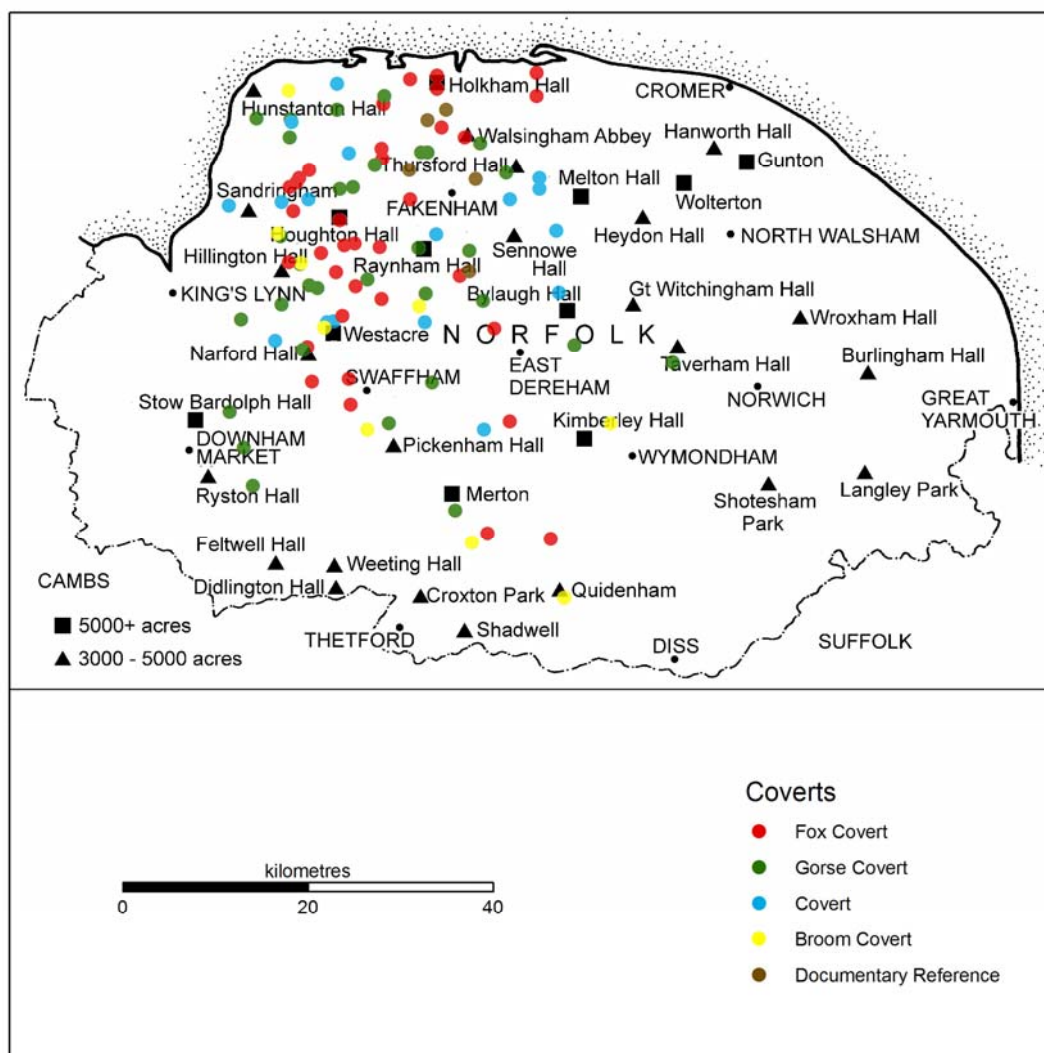 Holkham Hall
CROMER
Hunstanton Hall
Walsingham Abbey
Hanworth Hall
Gunton
Thursford Hall
Melton Hall
Sandringham
FAKENHAM
Wolterton
Houghton Hall
Sennowe
Hall
Heydon Hall
NORTH WALSHAM
Hillington Hall
Raynham Hall
KING'S LYNN
Bylaugh Hall
Gt Witchingham Hall
Westacre
NORFOLK
Wroxham Hall
Narford Hall
EAST
DEREHAM
Taverham Hall
Burlingham Hall
SWAFFHAM
NORWICH
GREAT
YARMOUTH
Stow Bardolph Hall
Kimberley Hall
DOWNHAM
MARKET
Pickenham Hall
WYMONDHAM
Ryston Hall
Merton
Shotesham
Park
Langley Park
Feltwell Hall
Weeting Hall
CAMBS
Didlington Hall
Croxton Park
Quidenham
5000+ acres
THETFORD
Shadwell
SUFFOLK
3000 - 5000 acres
DISS
Coverts
Fox Covert
Gorse Covert
Covert
Broom Covert
Documentary Reference
kilometres
0 20 40